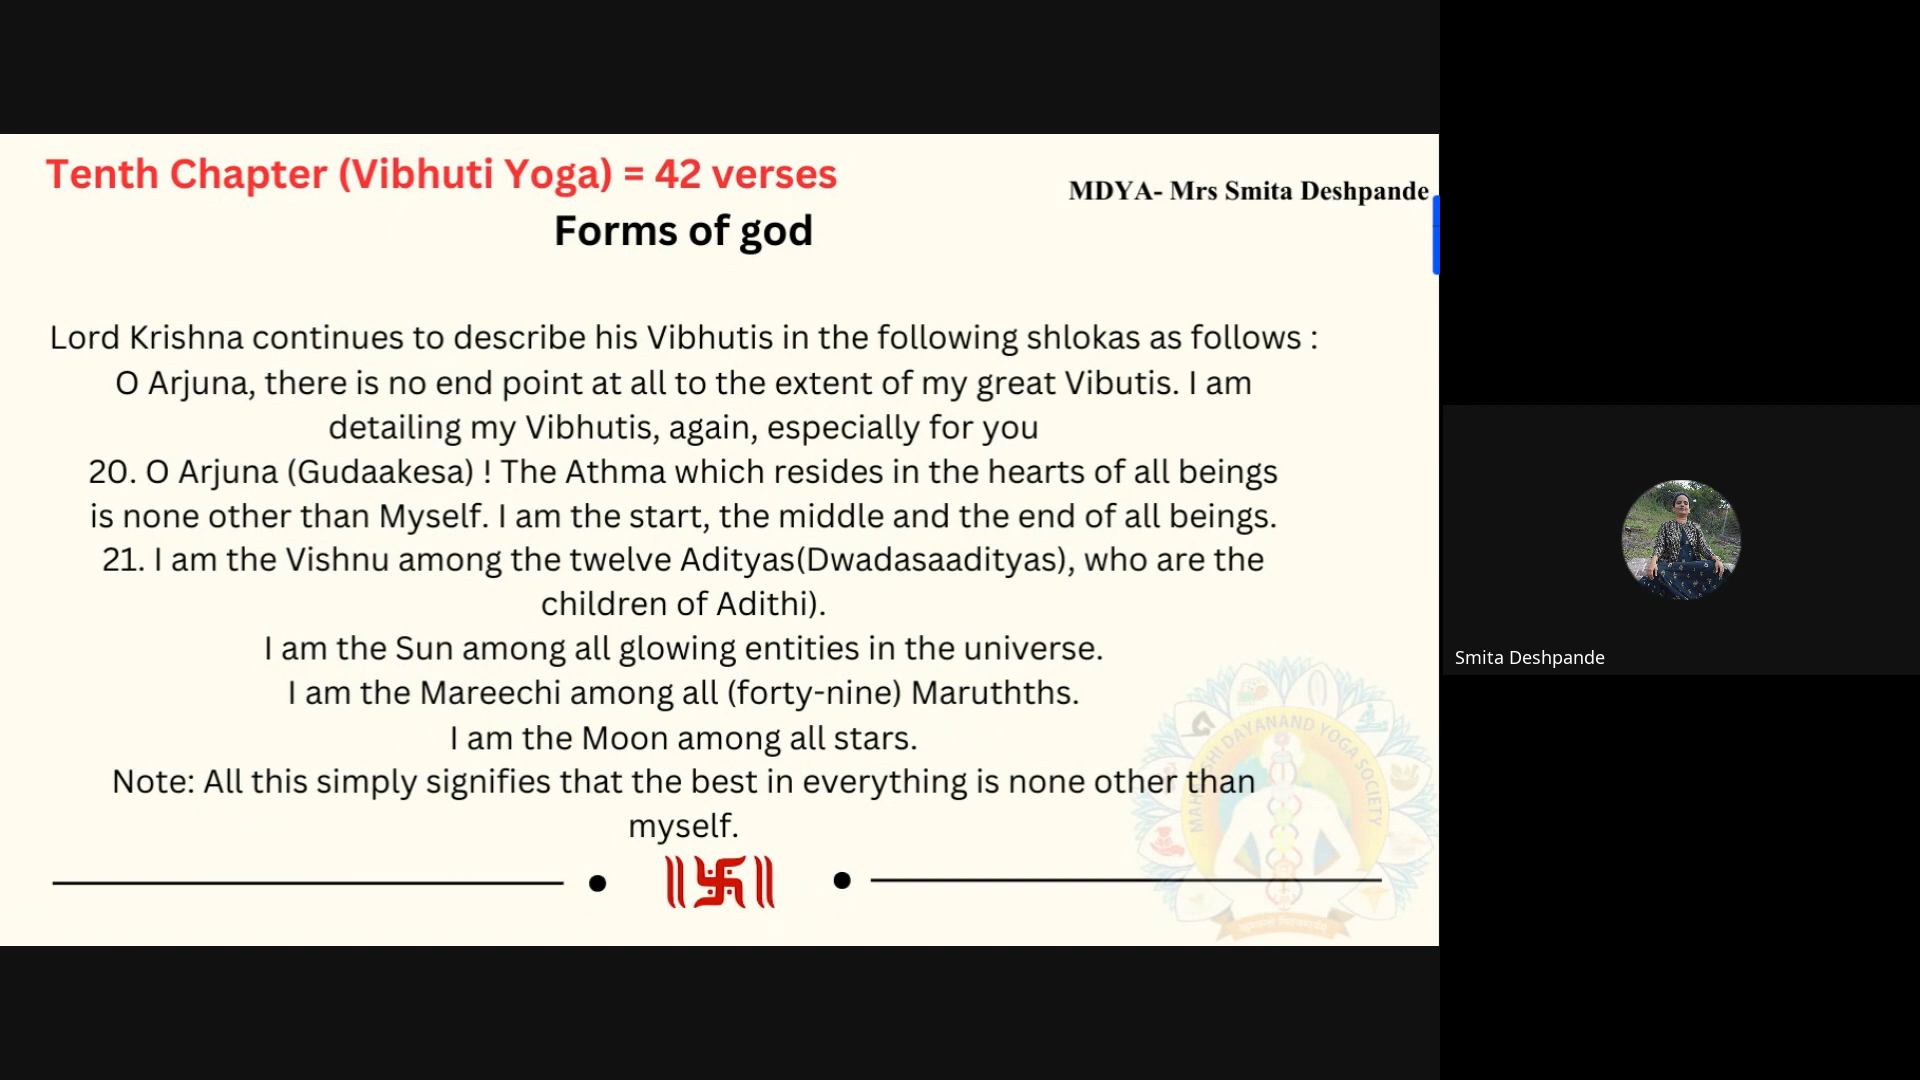 Tenth Chapter (Vibhuti Yoga) = 42 verses
MDYA- Mrs Smita Deshpande
Forms of god
Lord Krishna continues to describe his Vibhutis in the following shlokas as follows :
O Arjuna, there is no end point at all to the extent of my great Vibutis. I am
detailing my Vibhutis, again, especially for you
20. O Arjuna (Gudaakesa) ! The Athma which resides in the hearts of all beings
is none other than Myself. I am the start, the middle and the end of all beings.
21. I am the Vishnu among the twelve Adityas(Dwadasaadityas), who are the
children of Adithi).
I am the Sun among all glowing entities in the universe.
I am the Mareechi among all (forty-nine) Maruthths.
I am the Moon among all stars.
Note: All this simply signifies that the best in everything is none other than
myself.
DAYANAND YOGA SOCIETY
Smita Deshpande